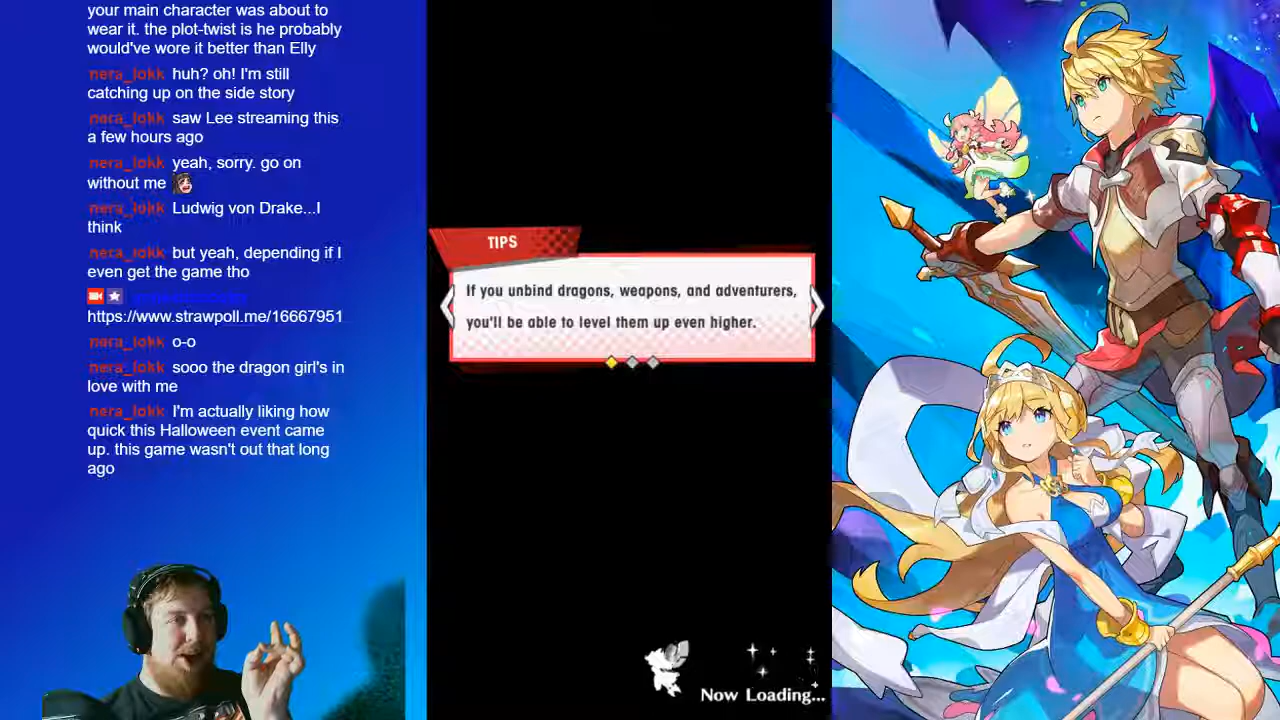 your main character was about to
wear it. the plot-twist is he probably
would've wore it better than Elly
nera_lokk huh? oh! I'm still
catching up on the side story
nera_lokk saw Lee streaming this
a few hours ago
nera_lokk yeah, sorry. go on
without me
nera_lokk Ludwig von Drake...I
think
nera_lokk but yeah, depending if I
even get the game tho
https://www.strawpoll.me/16667951
nera_lokk o-o
nera_lokk sooo the dragon girl's in
love with me
nera_lokk I'm actually liking how
quick this Halloween event came
up. this game wasn't out that long
ago
TIPS
If you unbind dragons, weapons, and adventurers,
you'll be able to level them up even higher.
Now Loading...